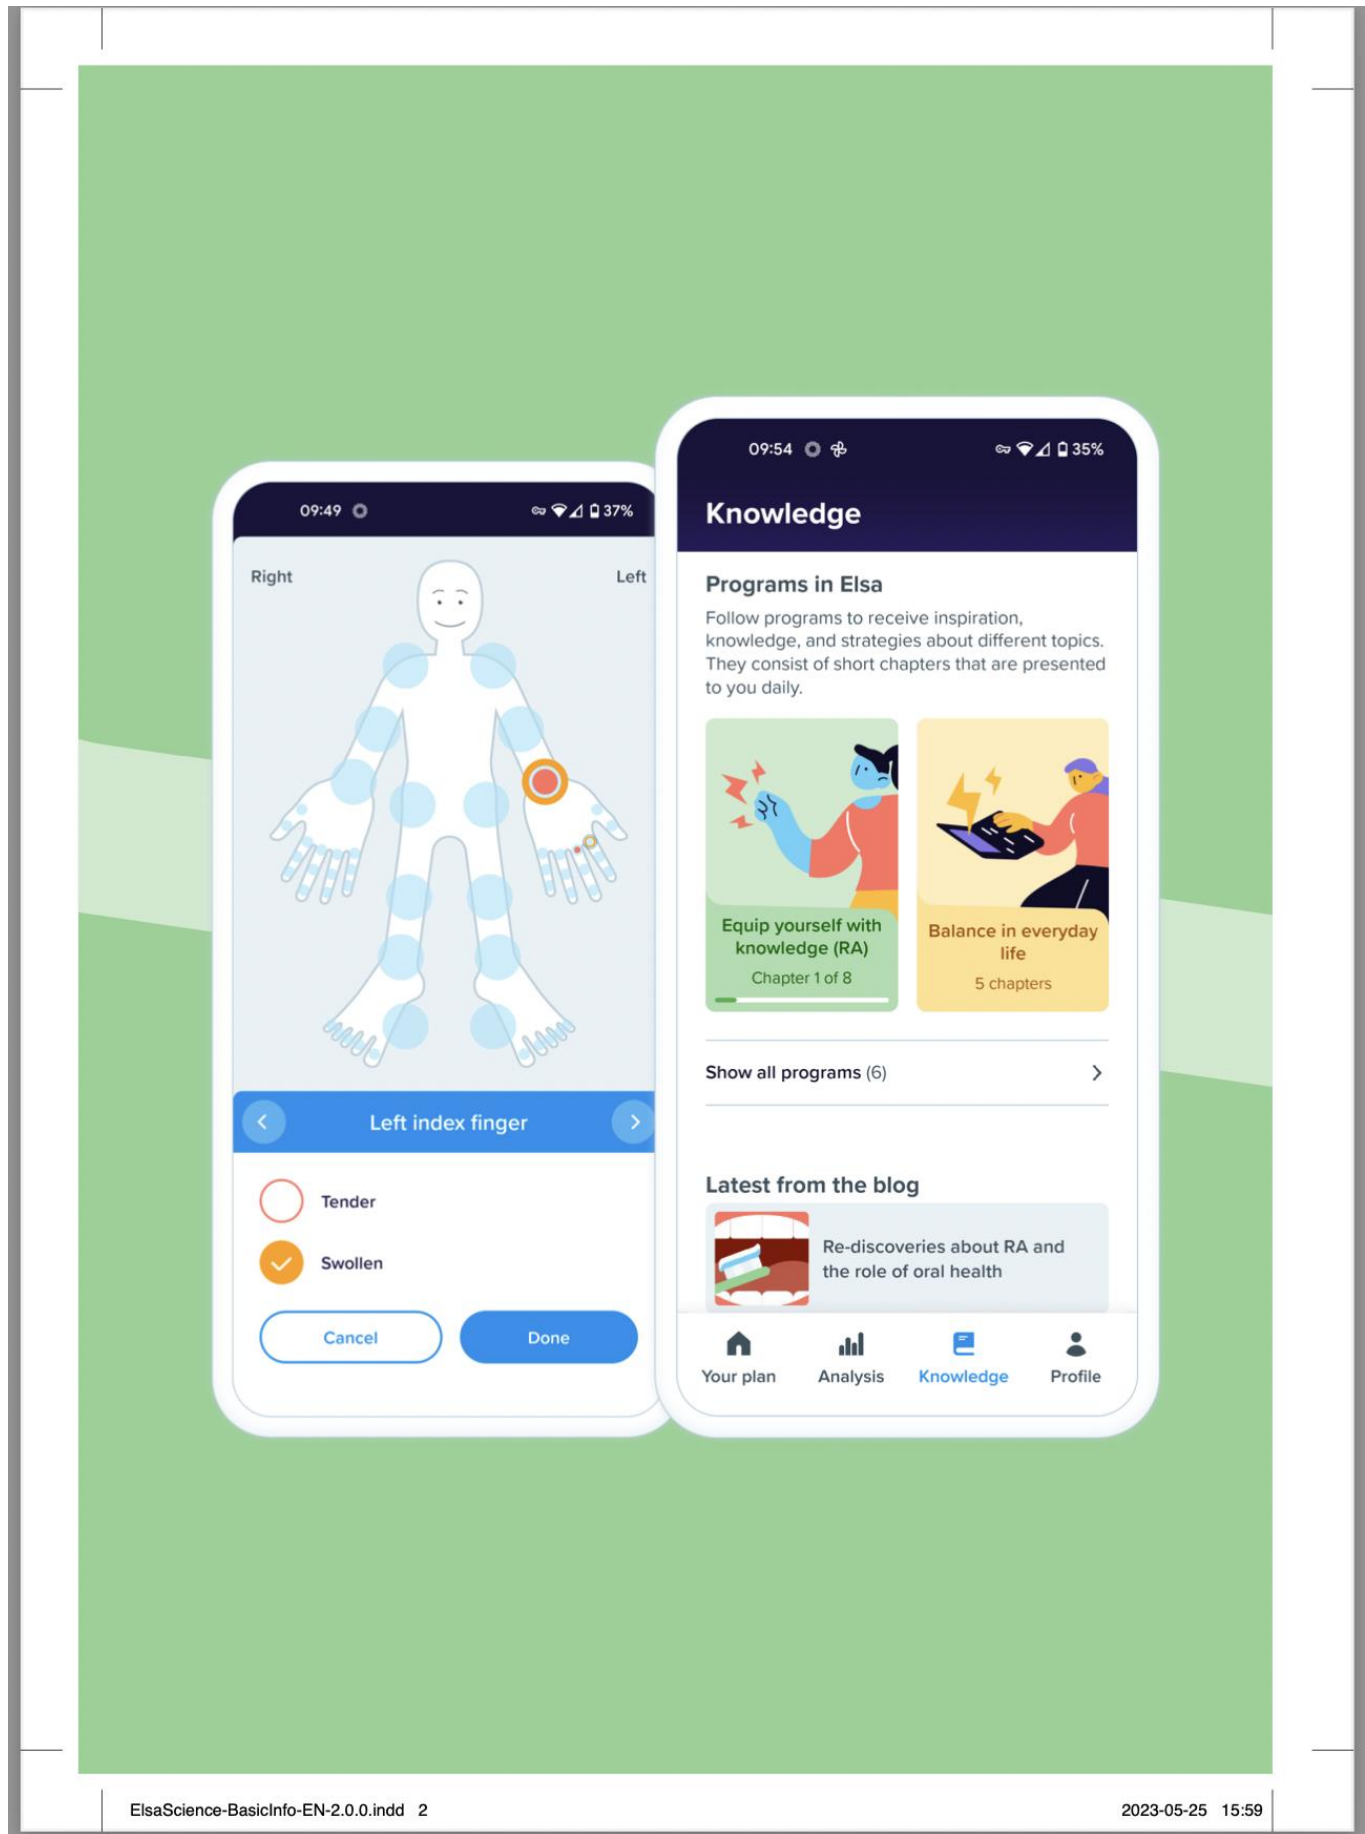 09:49
37%
Right
Left
Left index finger
Tender
Swollen
Cancel
Done
09:54
35%
Knowledge
Programs in Elsa
Follow programs to receive inspiration,
knowledge, and strategies about different topics.
They consist of short chapters that are presented
to you daily.
Equip yourself with
knowledge (RA)
Chapter 1 of 8
Balance in everyday
life
5 chapters
Show all programs (6)
Latest from the blog
Re-discoveries about RA and
the role of oral health
Your plan
Analysis
Knowledge
Profile
ElsaScience-BasicInfo-EN-2.0.0.indd 2
2023-05-25 15:59